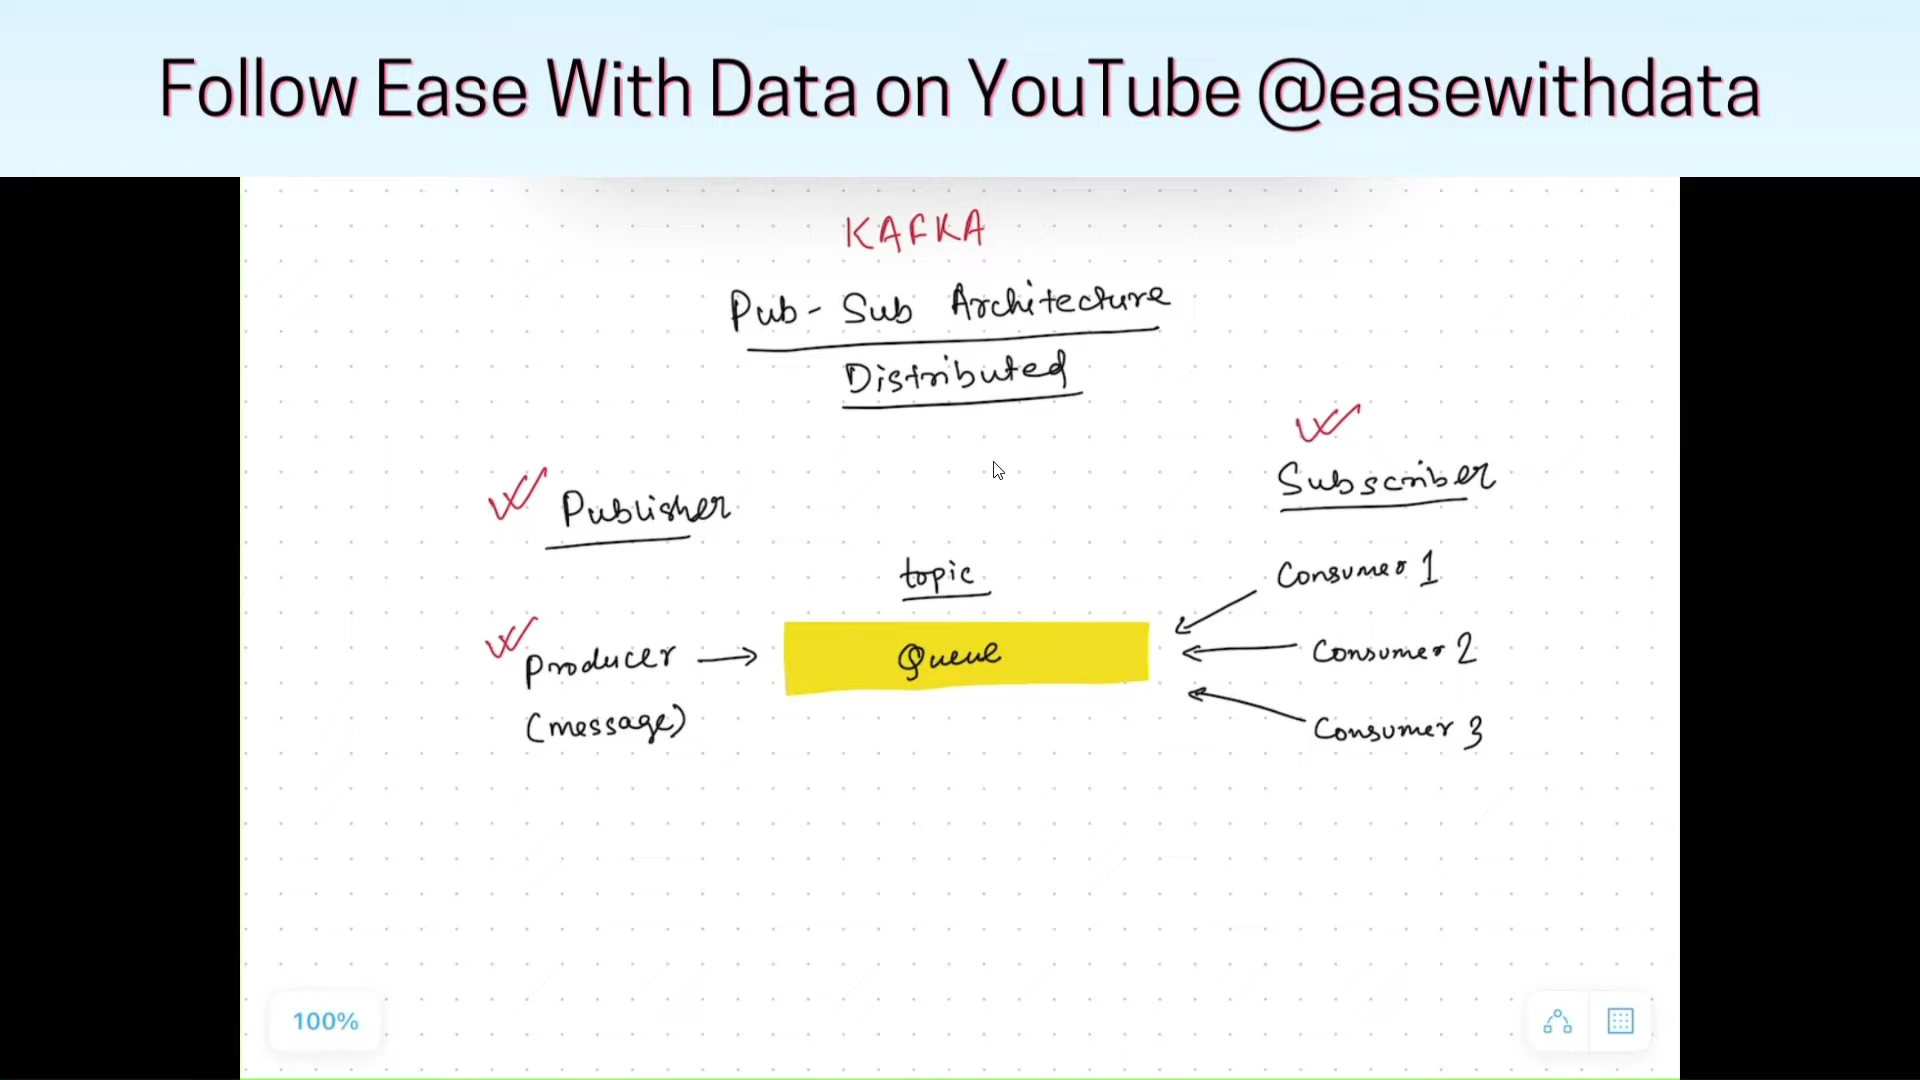 Follow Ease With Data on YouTube @easewithdata
KAFKA
Pub-Sub Architecture
Distributed
Publisher
Subscriber
topic
Consumer 1
Producer
Queue
Consumer 2
(message)
Consumer 3
100%